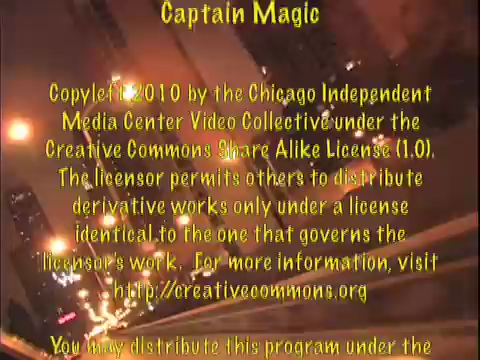 Captain Magic
Copyleft 2010 by the Chicago Independent
Media Center Video Collective under the
Creative Commons Share Alike License (1.0).
The licensor permits others to distribute
derivative works only under a license
identical to the one that governs the
licensor's work. For more information, visit
http://creativecommons.org
You may distribute this program under the